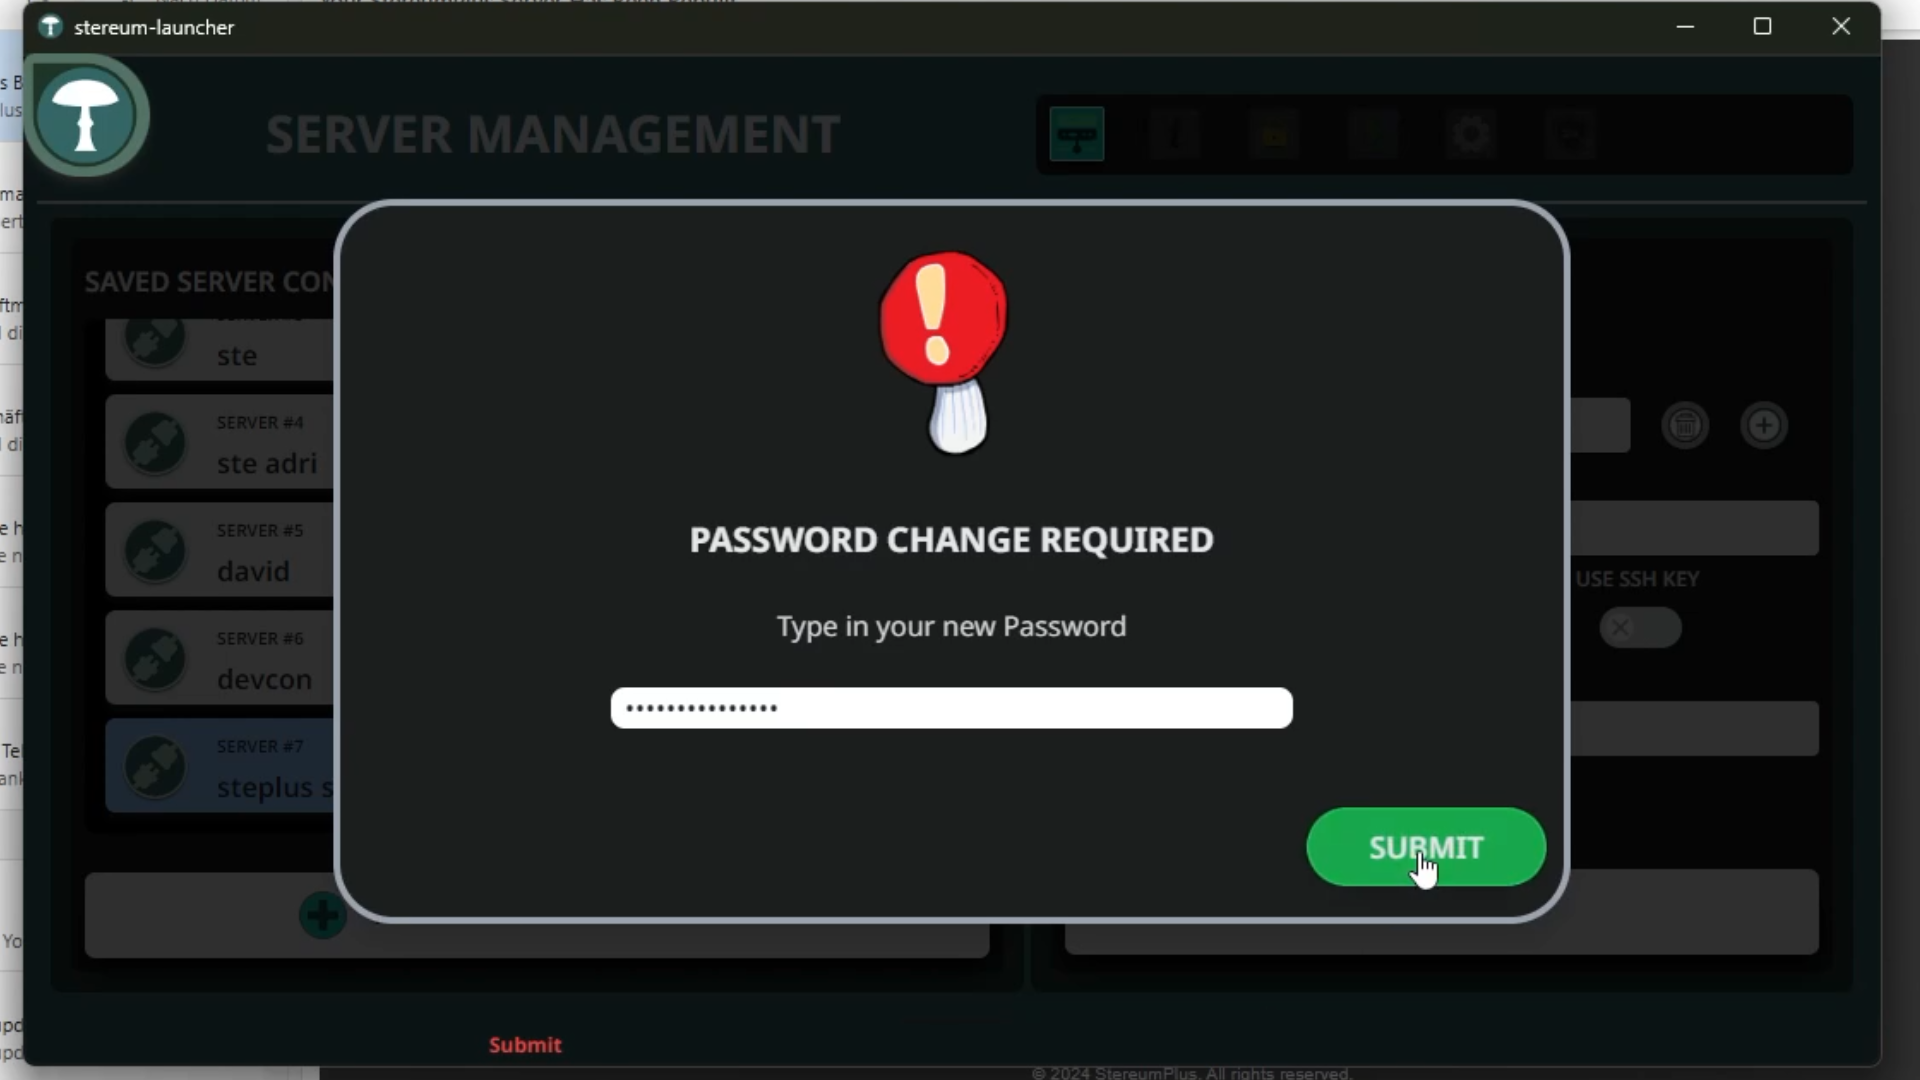 stereum-launcher
SERVER MANAGEMENT
SAVED SERVER CON
ste
SERVER #4
ste adri
SERVER #5
david
SERVER #6
devcon
SERVER #7
steplus s
PASSWORD CHANGE REQUIRED
Type in your new Password
•••••••••••••••
SUBMIT
USE SSH KEY
Submit
© 2024 StereumPlus. All rights reserved.